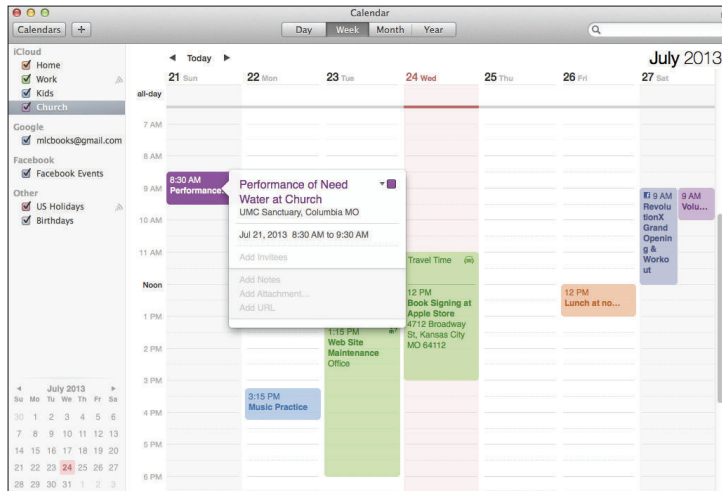 Calendar
Calendars +
Day Week Month Year
iCloud
Home
Work
Kids
Church
Google
mlcbooks@gmail.com
Facebook
Facebook Events
Other
US Holidays
Birthdays
Today
July 2013
21 Sun 22 Mon 23 Tue 24 Wed 25 Thu 26 Fri 27 Sat
all-day
7 AM
8 AM
9 AM
10 AM
11 AM
Noon
1 PM
2 PM
3 PM
4 PM
5 PM
6 PM
8:30 AM
Performance
Performance of Need
Water at Church
UMC Sanctuary, Columbia MO
Jul 21, 2013 8:30 AM to 9:30 AM
Add Invitees
Add Notes
Add Attachment...
Add URL
3:15 PM
Music Practice
1:15 PM
Web Site
Maintenance
Office
Travel Time
12 PM
Book Signing at
Apple Store
4712 Broadway
St, Kansas City
MO 64112
12 PM
Lunch at no...
9 AM
Revolu
tionX
Grand
Openin
g &
Worko
ut
9 AM
Volu...
July 2013
Su Mo Tu We Th Fr Sa
30 1 2 3 4 5 6
7 8 9 10 11 12 13
14 15 16 17 18 19 20
21 22 23 24 25 26 27
28 29 30 31 1 2 3